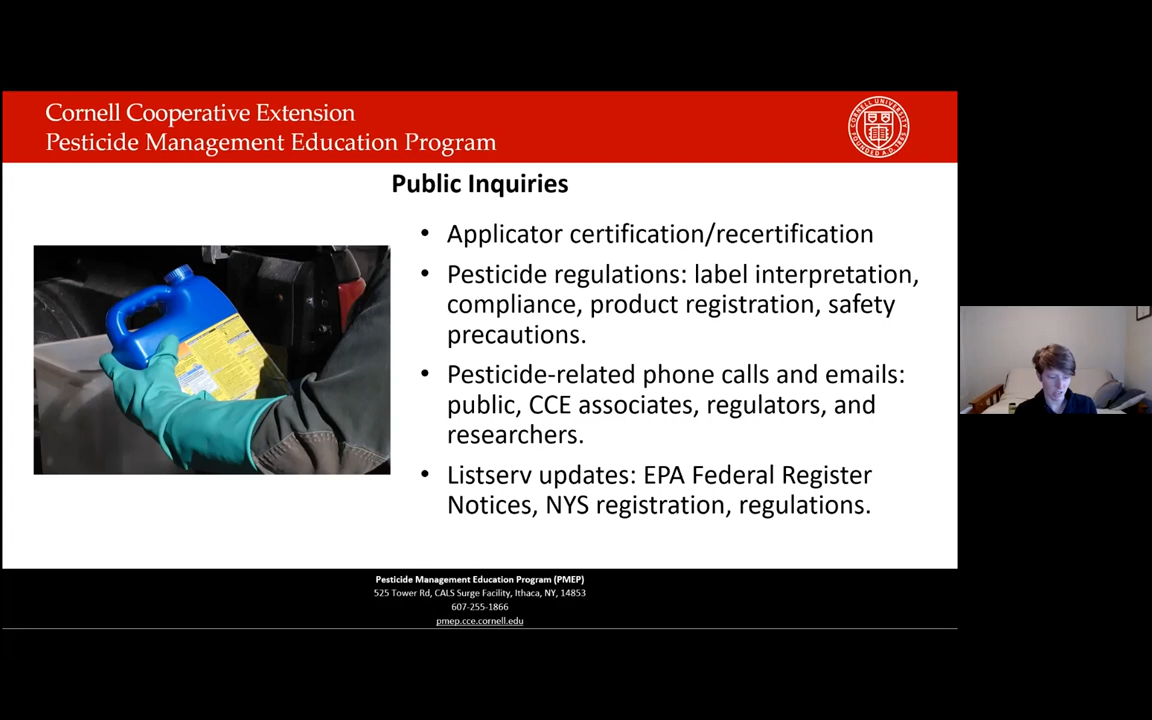 Cornell Cooperative Extension
Pesticide Management Education Program
Public Inquiries
• Applicator certification/recertification
• Pesticide regulations: label interpretation,
compliance, product registration, safety
precautions.
• Pesticide-related phone calls and emails:
public, CCE associates, regulators, and
researchers.
• Listserv updates: EPA Federal Register
Notices, NYS registration, regulations.
Pesticide Management Education Program (PMEP)
525 Tower Rd, CALS Surge Facility, Ithaca, NY, 14853
607-255-1866
pmep.cce.cornell.edu